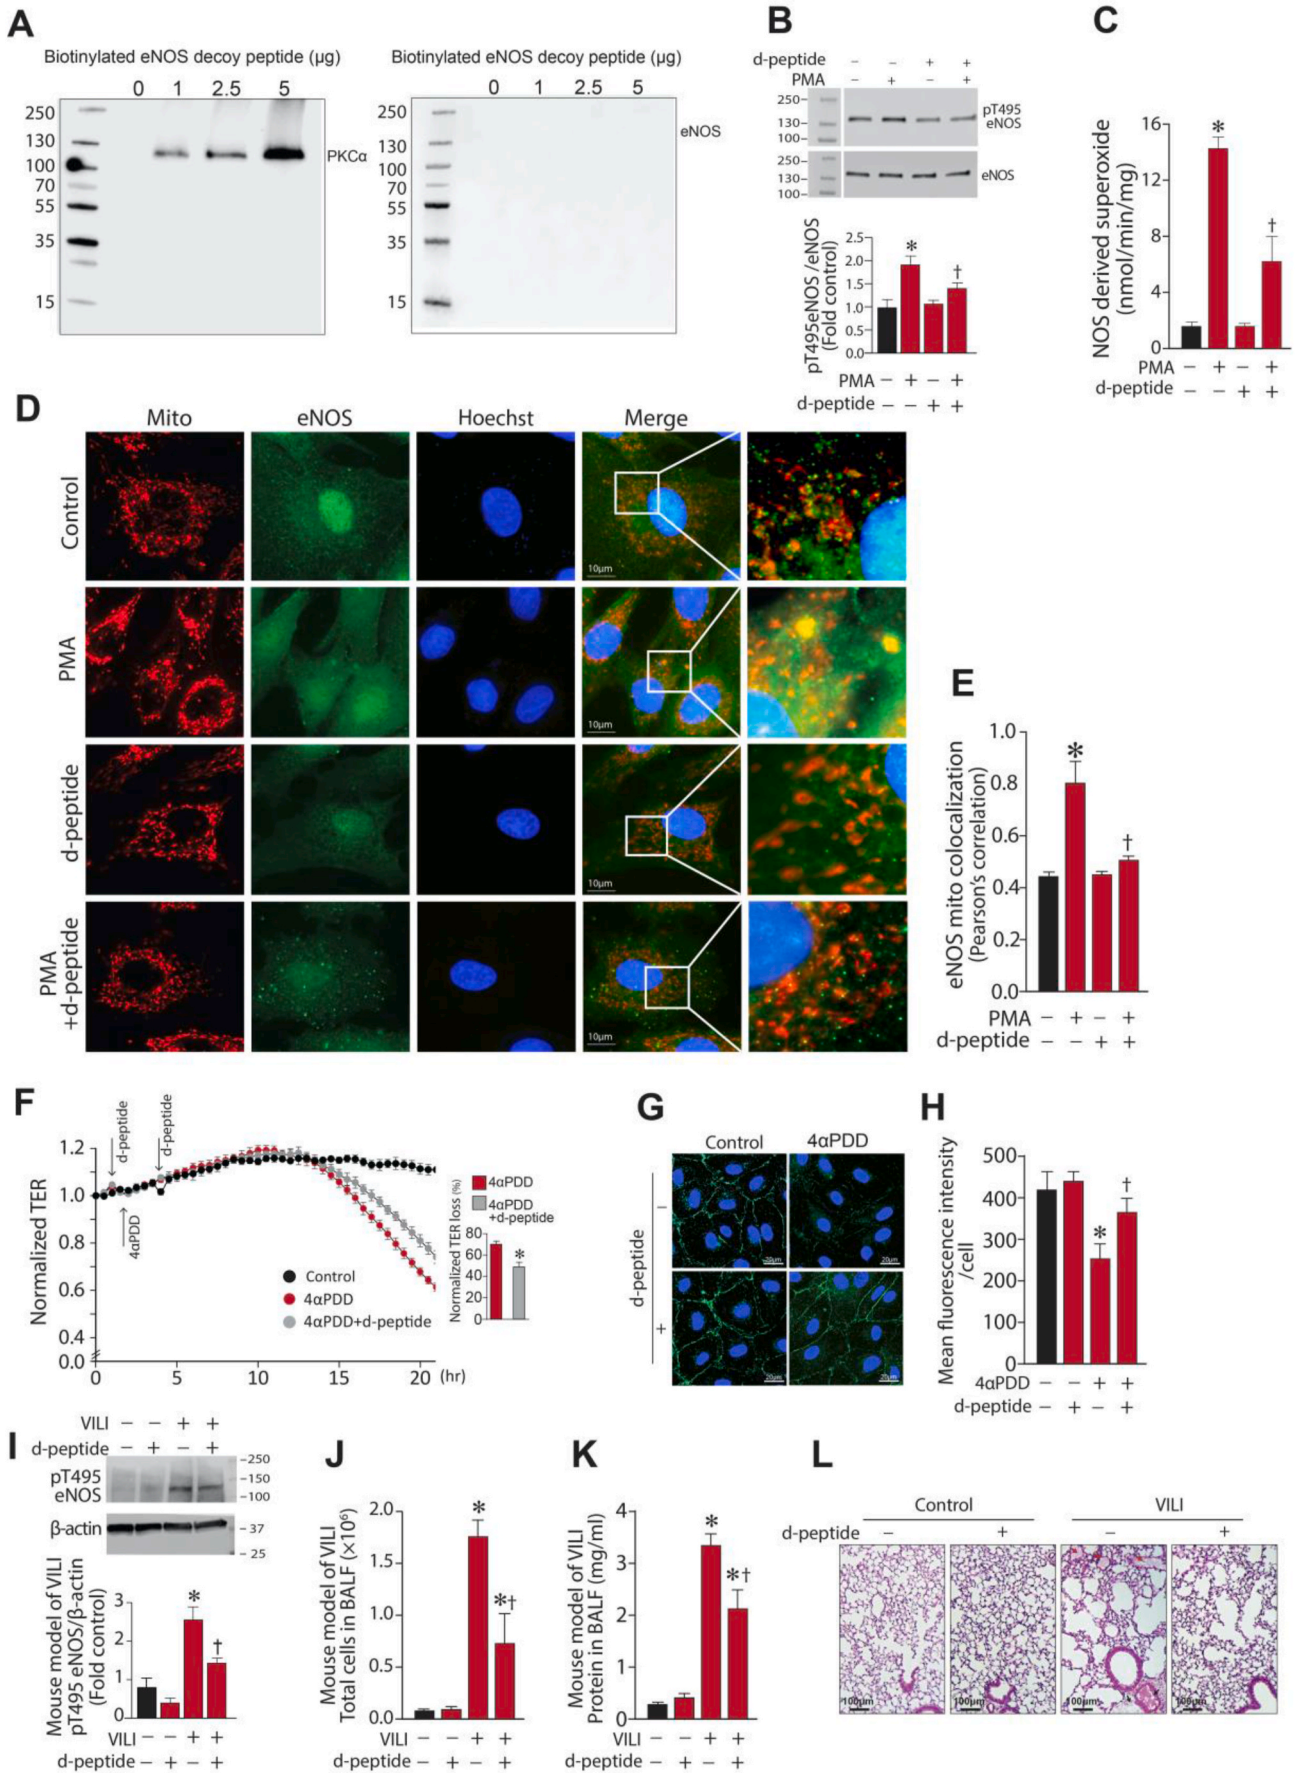 A
Biotinylated eNOS decoy peptide (µg)
0 1 2.5 5
250
130
100
70
55
35
15
PKCα
Biotinylated eNOS decoy peptide (µg)
0 1 2.5 5
250
130
100
70
55
35
15
eNOS
B
d-peptide − − + +
PMA − + − +
250-
130-
100-
pT495
eNOS
250-
130-
100-
eNOS
pT495eNOS /eNOS
(Fold control)
2.5
2.0
1.5
1.0
0.5
0.0
*
†
PMA − + − +
d-peptide − − + +
C
NOS derived superoxide
(nmol/min/mg)
16
12
8
4
0
*
†
PMA − + − +
d-peptide − − + +
D
Mito eNOS Hoechst Merge
Control
10µm
PMA
10µm
d-peptide
10µm
PMA
+d-peptide
10µm
E
eNOS mito colocalization
(Pearson's correlation)
1.0
0.8
0.6
0.4
0.2
0.0
*
†
PMA − + − +
d-peptide − − + +
F
Normalized TER
1.2
1.0
0.8
0.6
0.4
0.0
d-peptide
d-peptide
4αPDD
Control
4αPDD
4αPDD+d-peptide
0 5 10 15 20 (hr)
4αPDD
4αPDD
+d-peptide
Normalized TER loss (%)
80
60
40
20
0
*
G
Control 4αPDD
d-peptide
−
+
20µm
20µm
20µm
20µm
H
Mean fluorescence intensity
/cell
500
400
300
200
100
0
*
†
4αPDD − − + +
d-peptide − + − +
I
VILI − − + +
d-peptide − + − +
pT495
eNOS
-250
-150
-100
β-actin
- 37
- 25
Mouse model of VILI
pT495 eNOS/β-actin
(Fold control)
3
2
1
0
*
†
VILI − − + +
d-peptide − + − +
J
Mouse model of VILI
Total cells in BALF (×10⁶)
2.0
1.5
1.0
0.5
0.0
*
*†
VILI − − + +
d-peptide − + − +
K
Mouse model of VILI
Protein in BALF (mg/ml)
4
3
2
1
0
*
*†
VILI − − + +
d-peptide − + − +
L
Control VILI
d-peptide − + − +
100µm
100µm
100µm
100µm